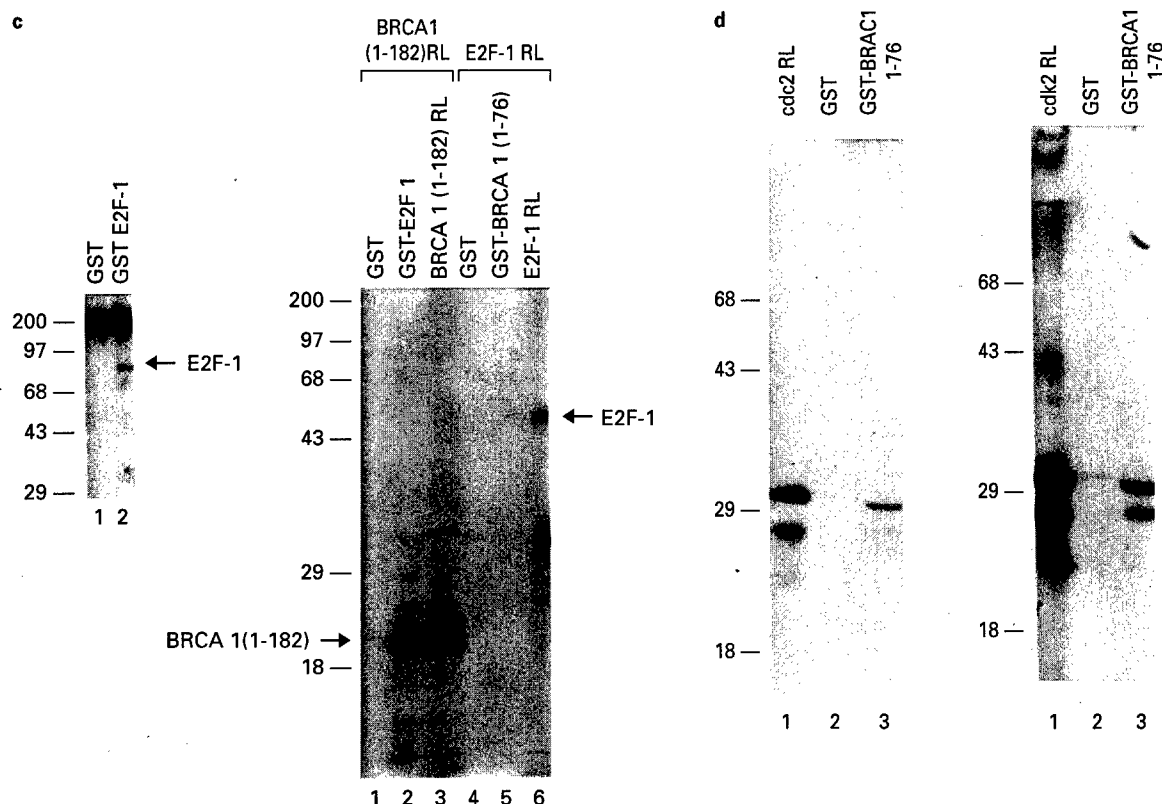 c
BRCA1
(1-182)RL
E2F-1 RL
GST
GST E2F-1
200
97
68
43
29
E2F-1
1 2
GST
GST-E2F 1
BRCA 1 (1-182) RL
GST
GST-BRCA 1 (1-76)
E2F-1 RL
200
97
68
43
29
18
E2F-1
BRCA 1(1-182)
1 2 3 4 5 6
d
cdc2 RL
GST
GST-BRAC1
1-76
68
43
29
18
1 2 3
cdk2 RL
GST
GST-BRCA1
1-76
68
43
29
18
1 2 3